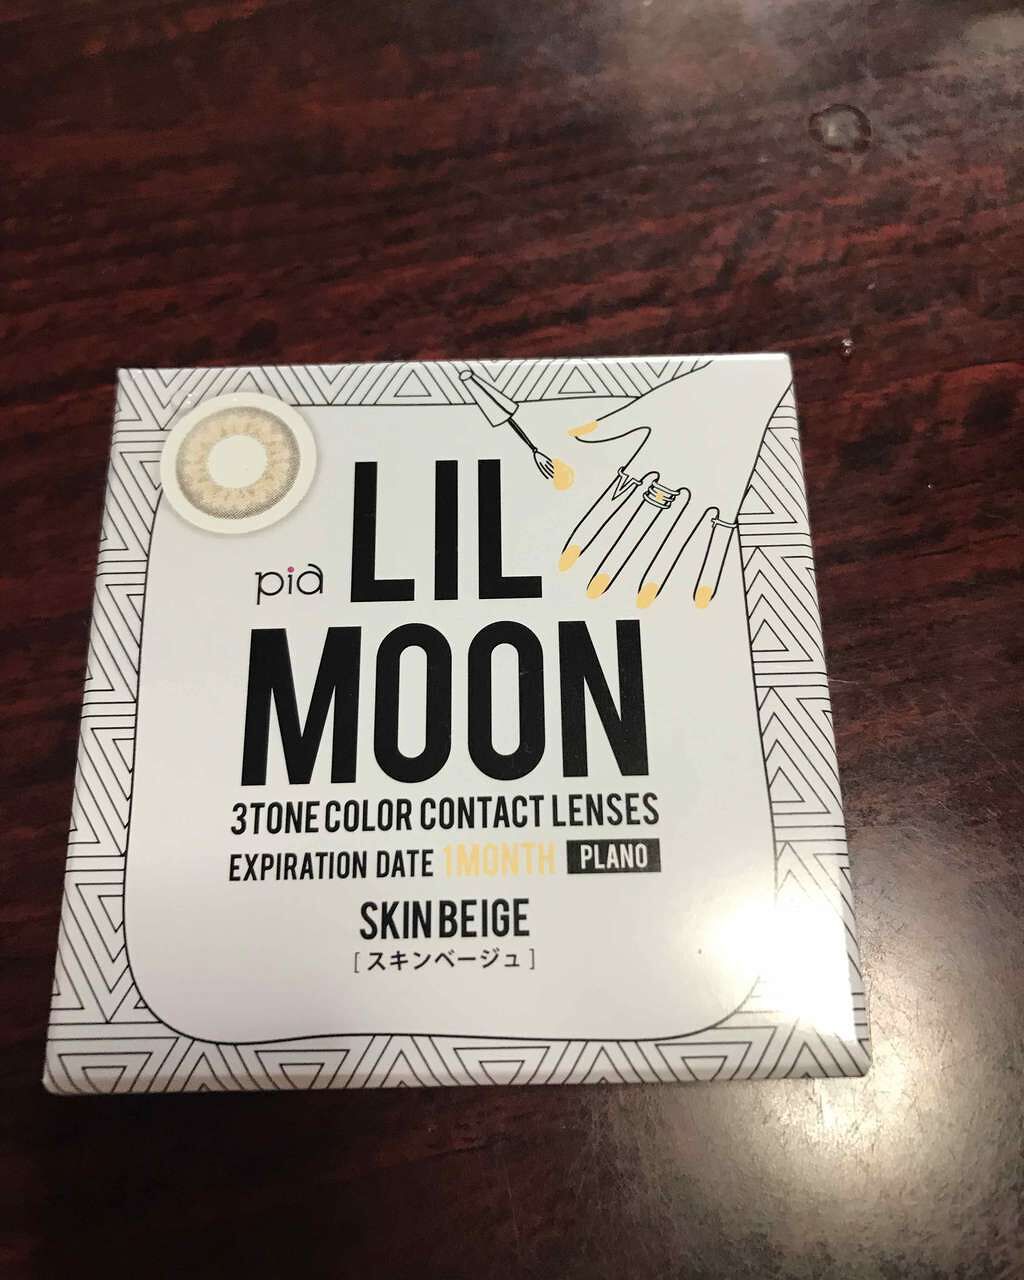 pia
LIL
MOON
3TONE COLOR CONTACT LENSES
EXPIRATION DATE 1MONTH PLANO
SKIN BEIGE
[スキンベージュ]